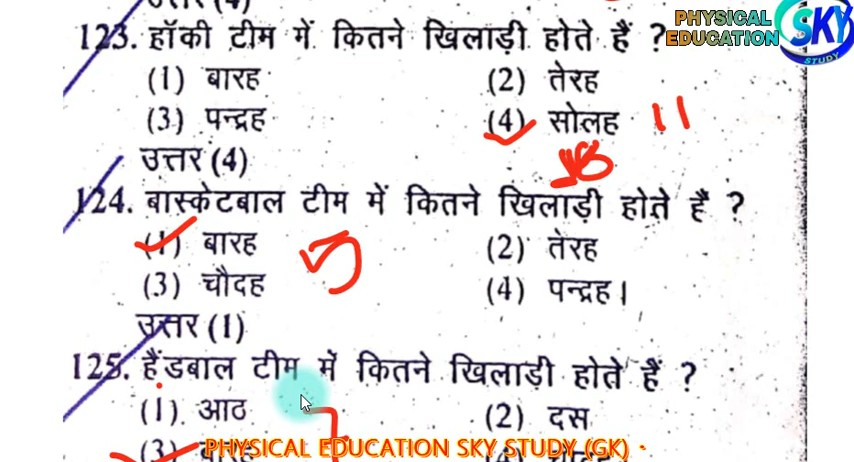 PHYSICAL
EDUCATION
SKY
STUDY
123. हॉकी टीम में कितने खिलाड़ी होते हैं ?
(1) बारह
(2) तेरह
(3) पन्द्रह
(4) सोलह 11
उत्तर (4)
124. बास्केटबाल टीम में कितने खिलाड़ी होते हैं ?
(1) बारह 5
(2) तेरह
(3) चौदह
(4) पन्द्रह।
उत्तर (1)
125. हैंडबाल टीम में कितने खिलाड़ी होते हैं ?
(1) आठ
(2) दस
(3)
PHYSICAL EDUCATION SKY STUDY (GK)